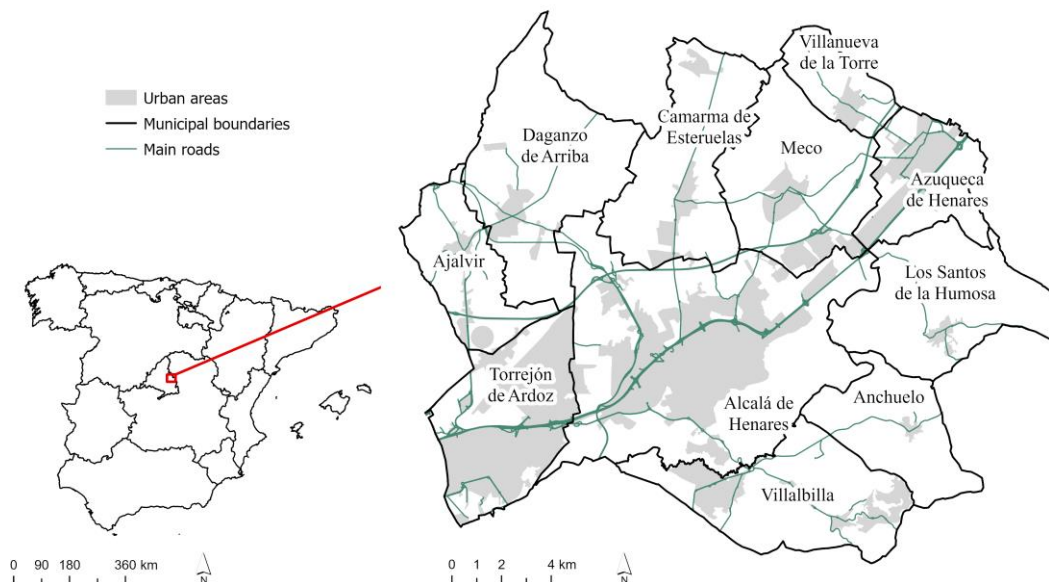 Urban areas
Municipal boundaries
Main roads
Villanueva
de la Torre
Camarma de
Esteruelas
Daganzo
de Arriba
Meco
Azuqueca
de Henares
Ajalvir
Los Santos
de la Humosa
Torrejón
de Ardoz
Alcalá de
Henares
Anchuelo
Villalbilla
0 90 180 360 km
N
0 1 2 4 km
N